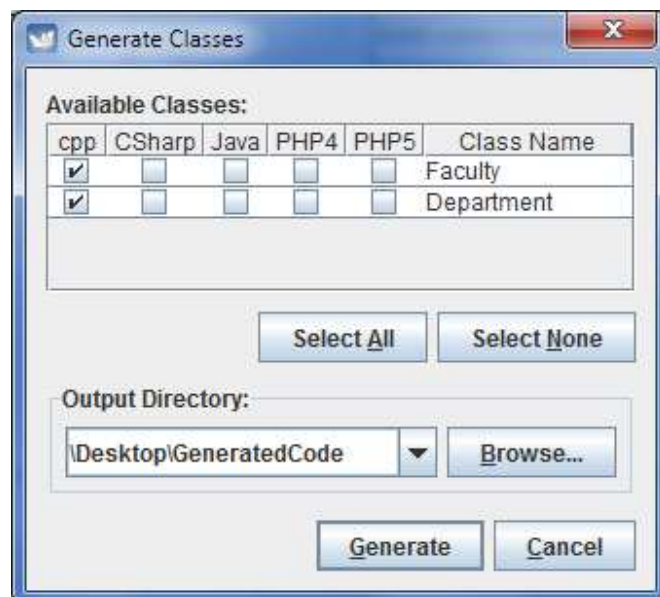 Generate Classes
Available Classes:
cpp CSharp Java PHP4 PHP5 Class Name
Faculty
Department
Select All Select None
Output Directory:
\Desktop\GeneratedCode Browse...
Generate Cancel